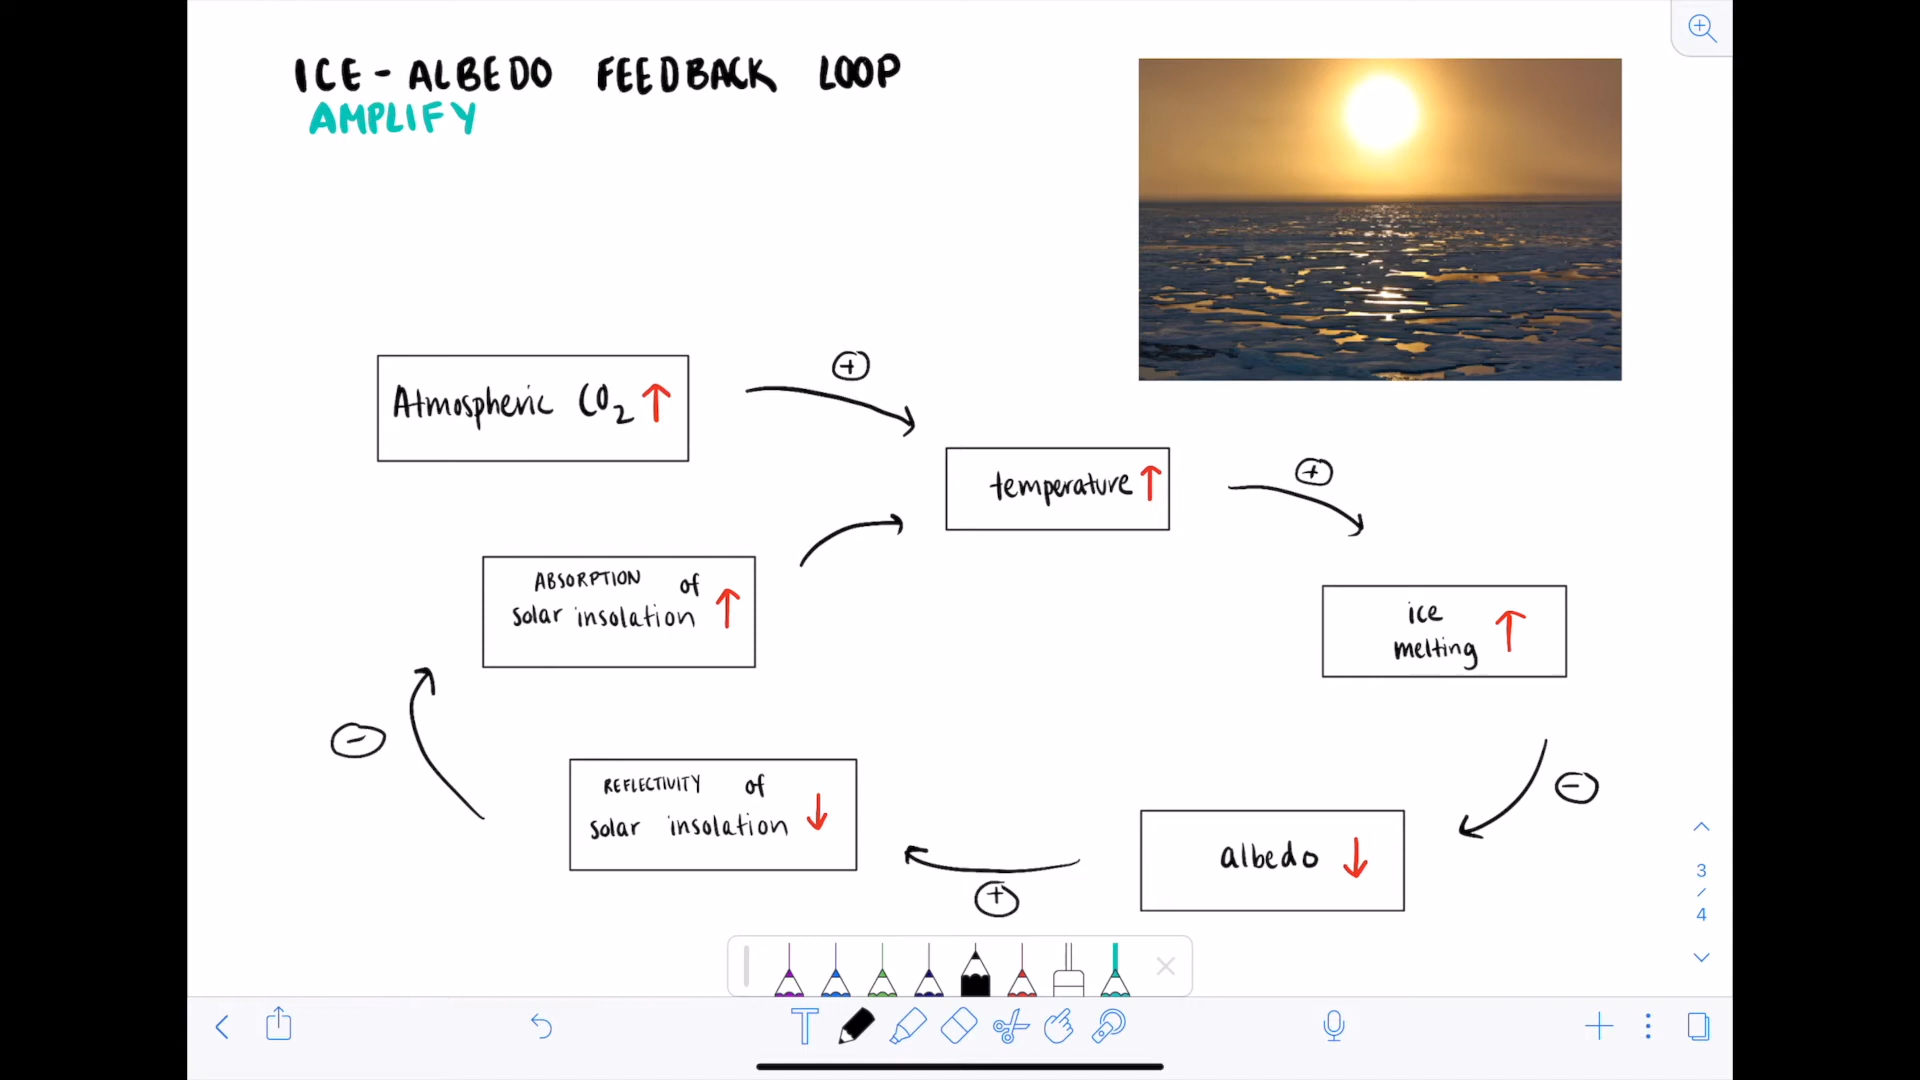 ICE-ALBEDO FEEDBACK LOOP
AMPLIFY
Atmospheric CO2 ↑
+
temperature ↑
+
ABSORPTION of
solar insolation ↑
ice
melting ↑
-
REFLECTIVITY of
solar insolation ↓
-
albedo ↓
+
3
/
4
T